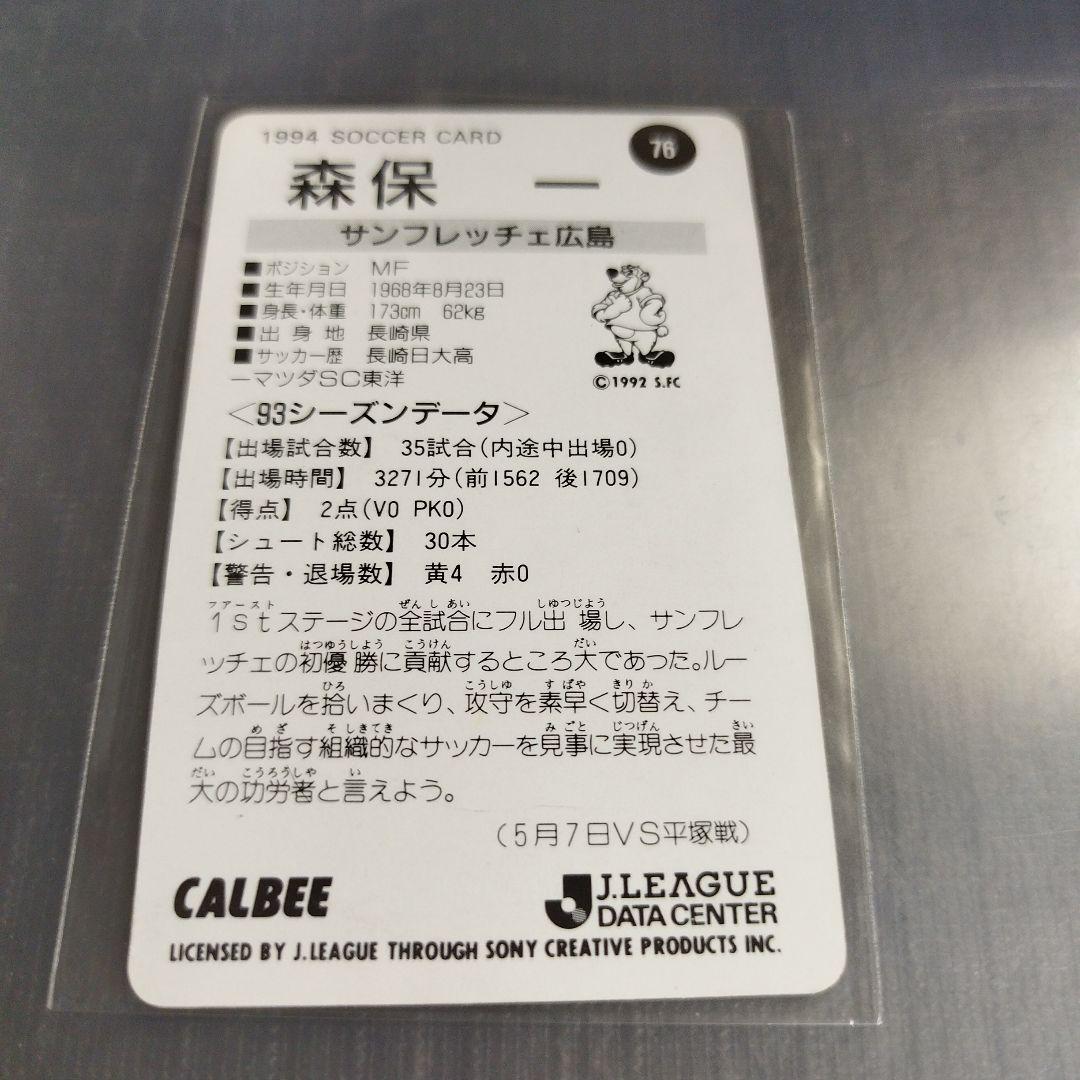 1994 SOCCER CARD
76
森保 一
サンフレッチェ広島
■ポジション MF
■生年月日 1968年8月23日
■身長・体重 173cm 62kg
■出身地 長崎県
■サッカー歴 長崎日大高
ーマツダSC東洋
©1992 S.FC
<93シーズンデータ>
【出場試合数】 35試合(内途中出場0)
【出場時間】 3271分(前1562 後1709)
【得点】 2点(V0 PK0)
【シュート総数】 30本
【警告・退場数】 黄4 赤0
ファースト ぜんしあい しゅつじょう
1stステージの全試合にフル出場し、サンフレ
はつゆうしょう こうけん だい
ッチェの初優勝に貢献するところ大であった。ルー
ひろ こうしゅ すばや きりか
ズボールを拾いまくり、攻守を素早く切替え、チー
めざ そしきてき みごと じつげん さい
ムの目指す組織的なサッカーを見事に実現させた最
だい こうろうしゃ い
大の功労者と言えよう。
(5月7日VS平塚戦)
CALBEE
J.LEAGUE
DATA CENTER
LICENSED BY J.LEAGUE THROUGH SONY CREATIVE PRODUCTS INC.